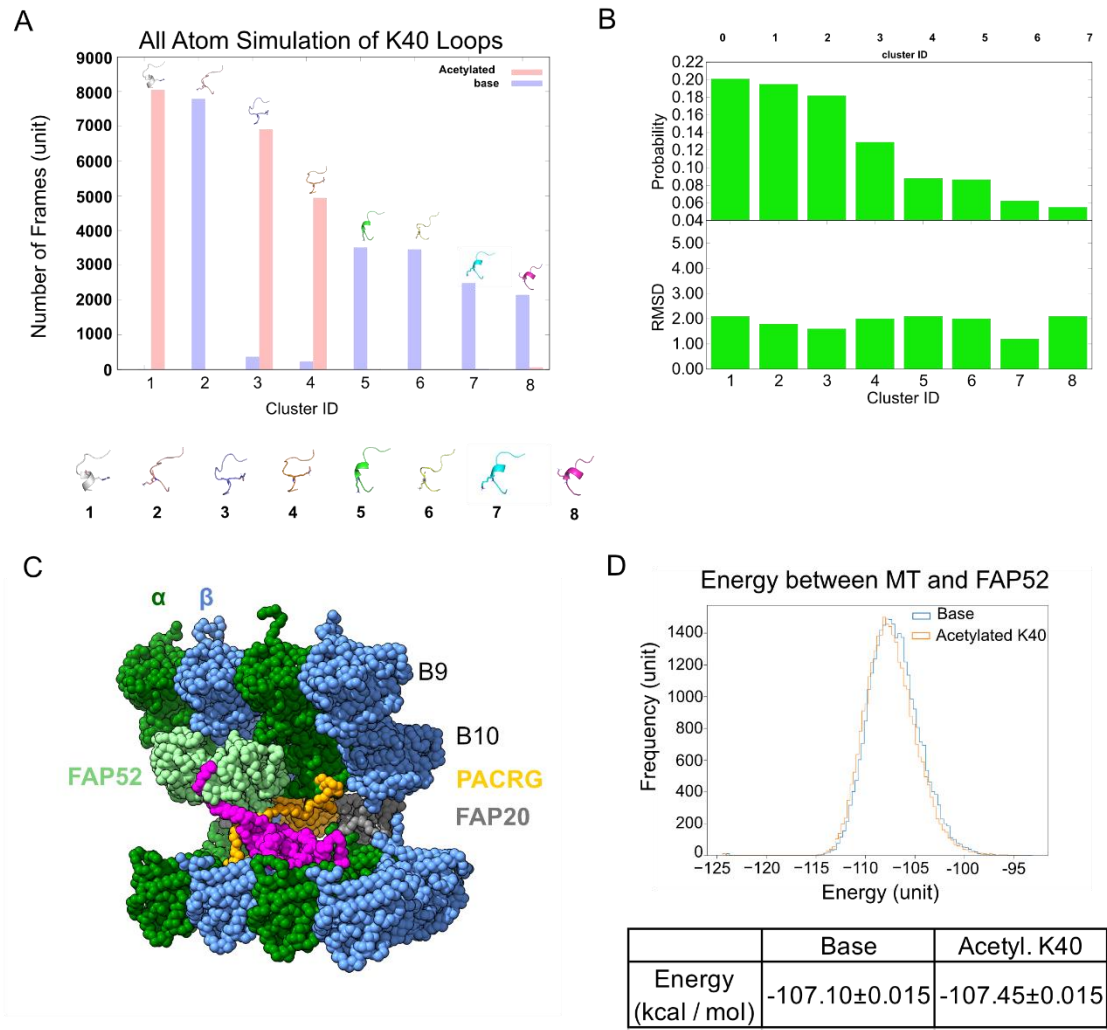 A
All Atom Simulation of K40 Loops
9000
8000
7000
6000
5000
4000
3000
2000
1000
0
Number of Frames (unit)
Acetylated
base
1 2 3 4 5 6 7 8
Cluster ID
1 2 3 4 5 6 7 8
B
0 1 2 3 4 5 6 7
cluster ID
0.22
0.20
0.18
0.16
0.14
0.12
0.10
0.08
0.06
0.04
Probability
5.00
4.00
3.00
2.00
1.00
0.00
RMSD
1 2 3 4 5 6 7 8
Cluster ID
C
α β
B9
B10
FAP52
PACRG
FAP20
D
Energy between MT and FAP52
Base
Acetylated K40
1400
1200
1000
800
600
400
200
0
Frequency (unit)
−125 −120 −115 −110 −105 −100 −95
Energy (unit)
Base Acetyl. K40
Energy
(kcal / mol)
-107.10±0.015 -107.45±0.015